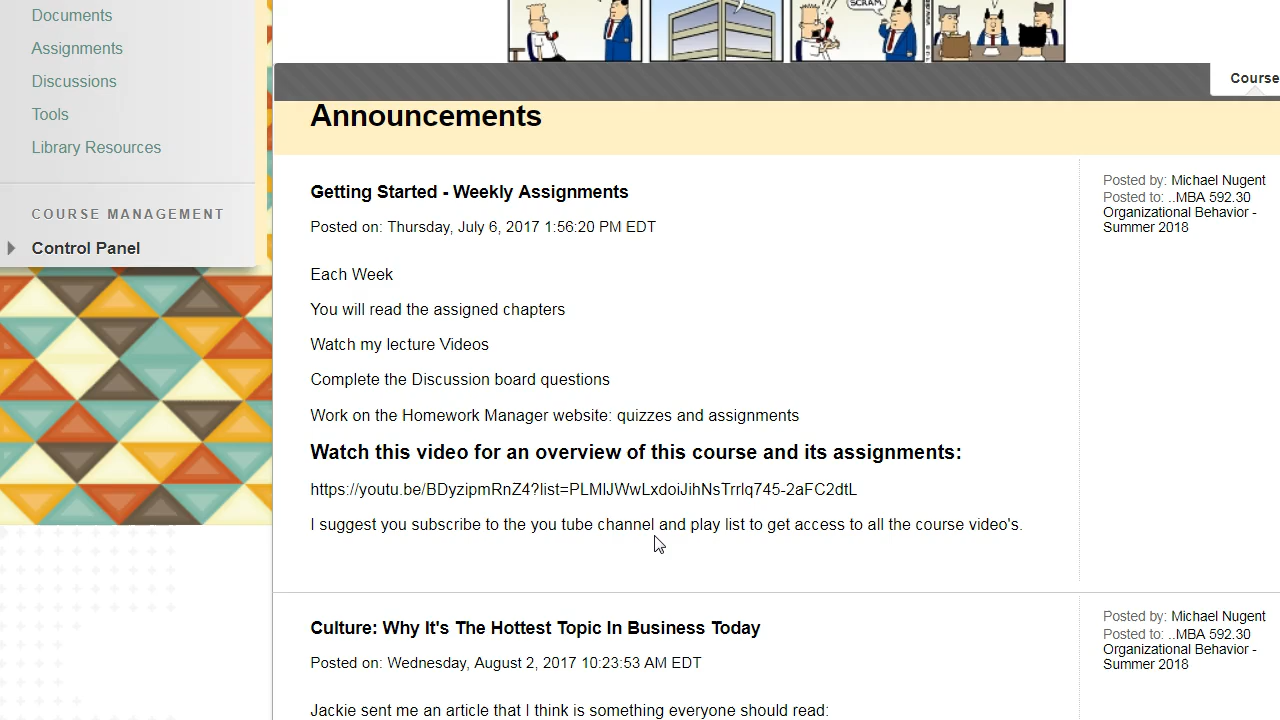 Documents
Assignments
Discussions
Tools
Library Resources
COURSE MANAGEMENT
Control Panel
SCRAM.
Course
Announcements
Getting Started - Weekly Assignments
Posted on: Thursday, July 6, 2017 1:56:20 PM EDT
Each Week
You will read the assigned chapters
Watch my lecture Videos
Complete the Discussion board questions
Work on the Homework Manager website: quizzes and assignments
Watch this video for an overview of this course and its assignments:
https://youtu.be/BDyzipmRnZ4?list=PLMIJWwLxdoiJihNsTrrlq745-2aFC2dtL
I suggest you subscribe to the you tube channel and play list to get access to all the course video's.
Posted by: Michael Nugent
Posted to: ..MBA 592.30
Organizational Behavior -
Summer 2018
Culture: Why It's The Hottest Topic In Business Today
Posted on: Wednesday, August 2, 2017 10:23:53 AM EDT
Jackie sent me an article that I think is something everyone should read:
Posted by: Michael Nugent
Posted to: ..MBA 592.30
Organizational Behavior -
Summer 2018